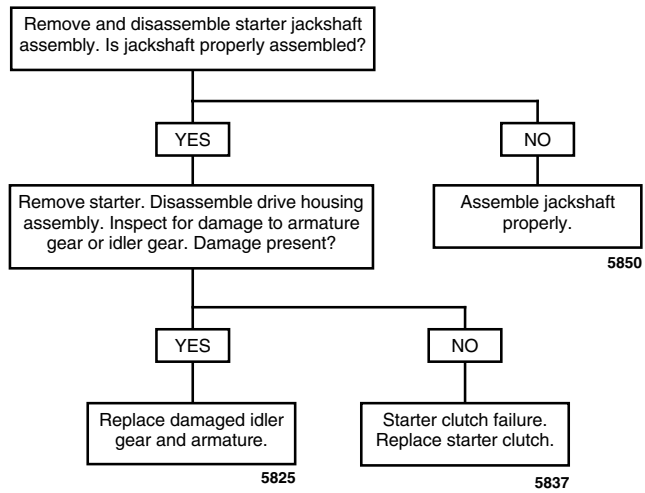 Remove and disassemble starter jackshaft
assembly. Is jackshaft properly assembled?
YES
NO
Remove starter. Disassemble drive housing
assembly. Inspect for damage to armature
gear or idler gear. Damage present?
Assemble jackshaft
properly.
5850
YES
NO
Replace damaged idler
gear and armature.
5825
Starter clutch failure.
Replace starter clutch.
5837